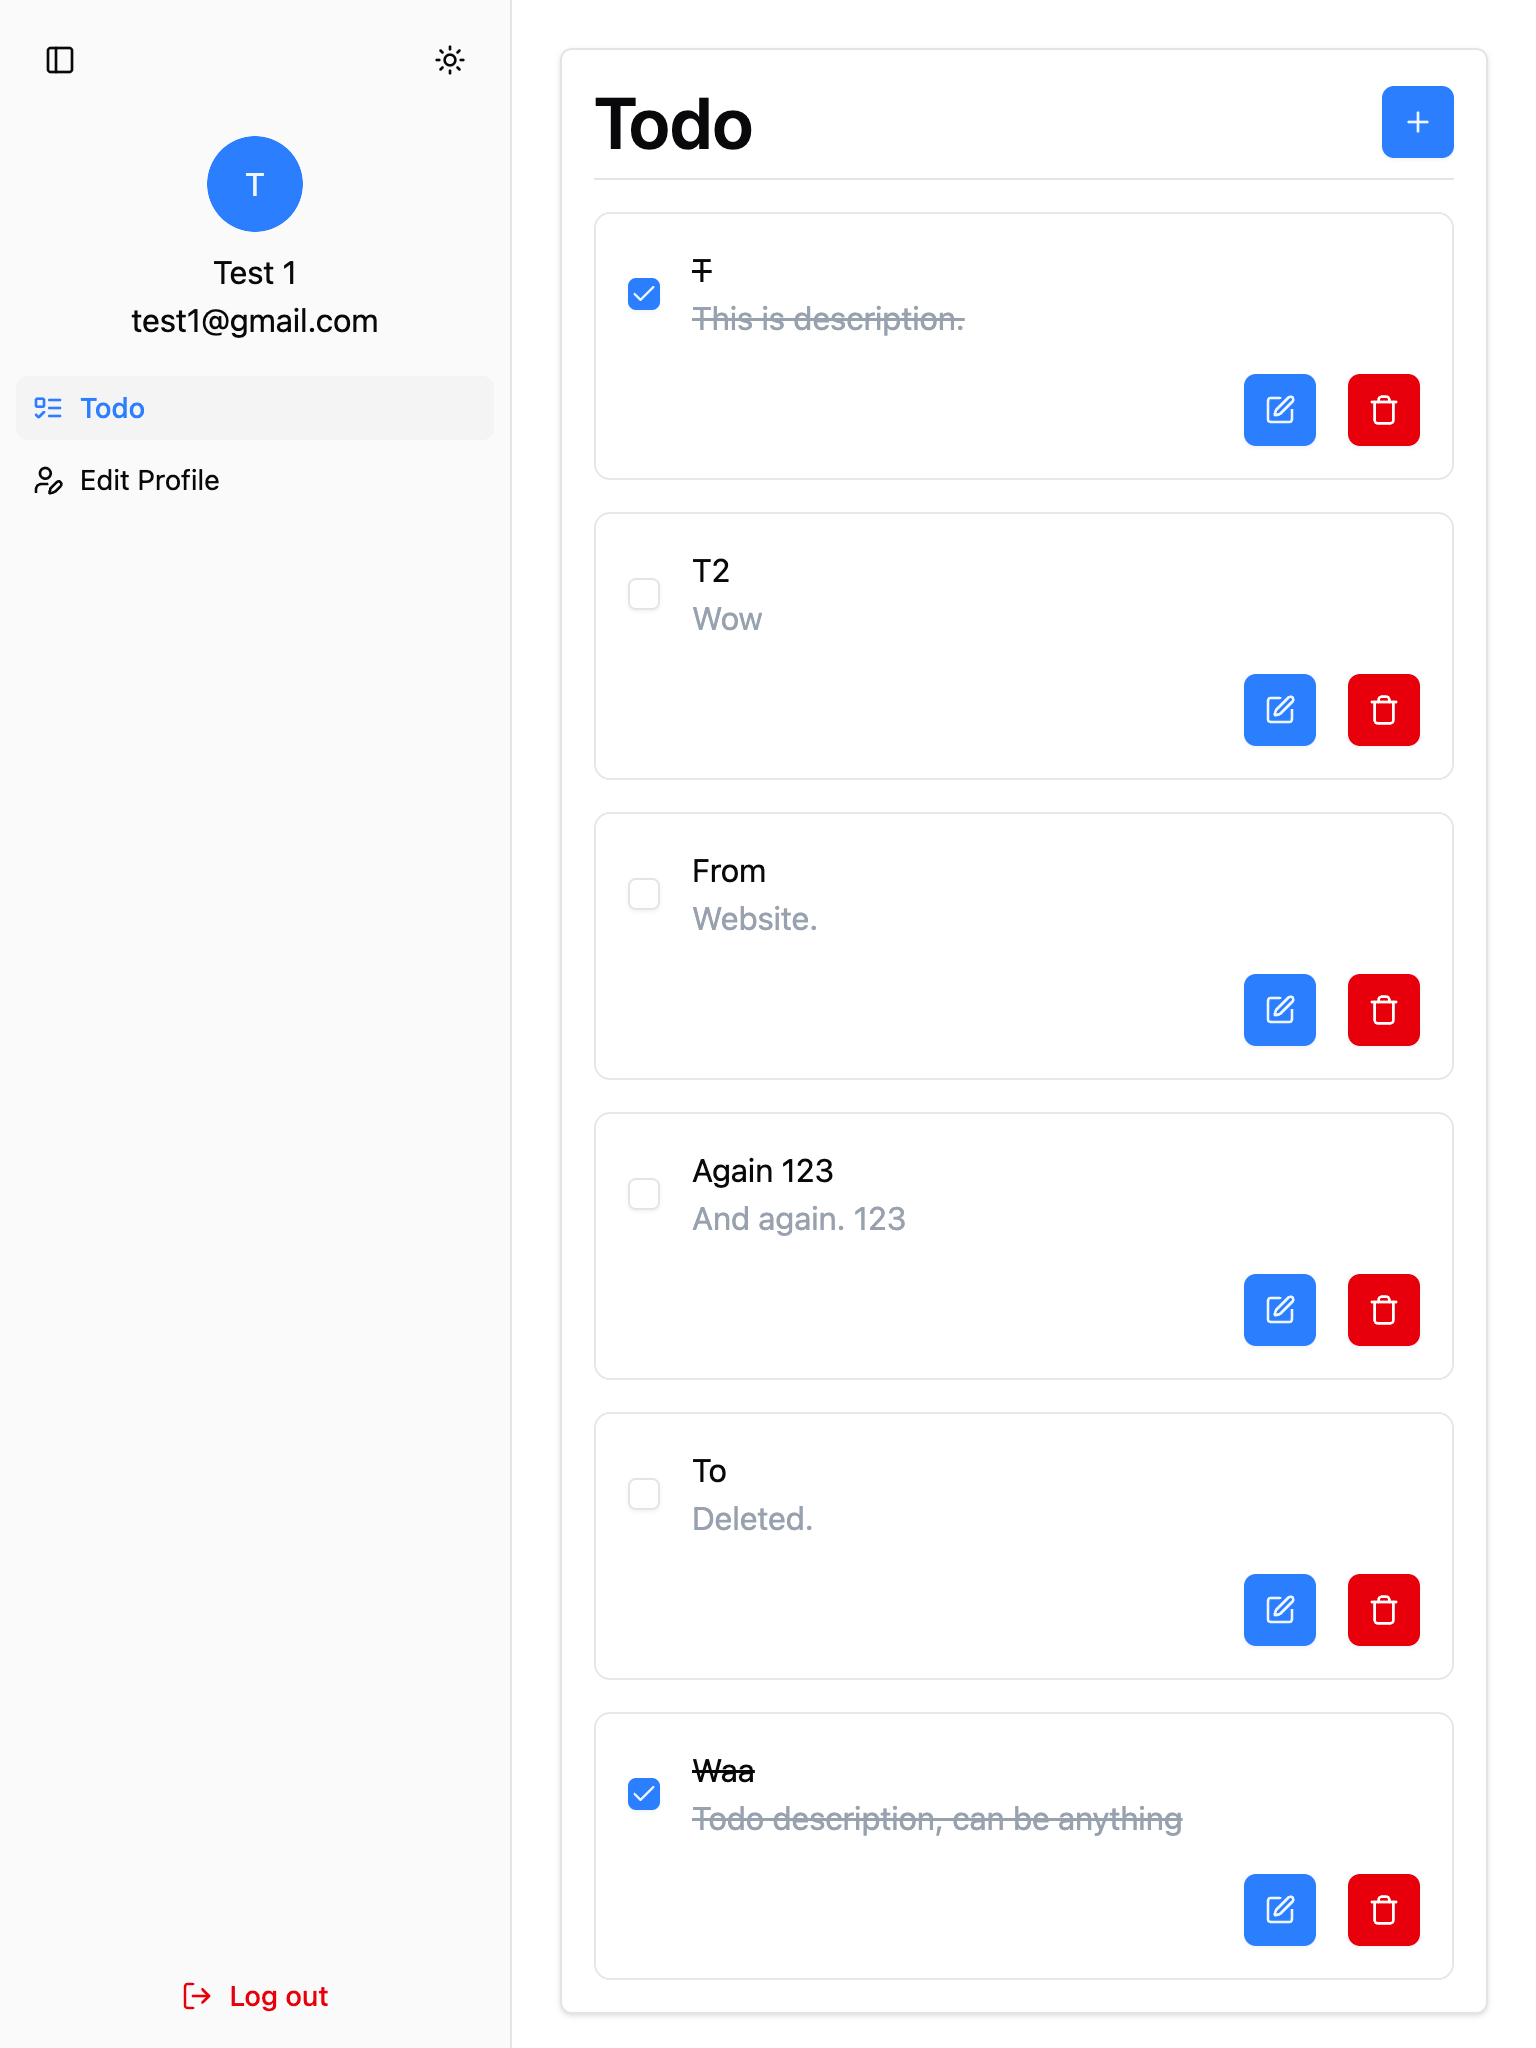 T
Test 1
test1@gmail.com
Todo
Edit Profile
Log out
Todo
T
This is description.
T2
Wow
From
Website.
Again 123
And again. 123
To
Deleted.
Waa
Todo description, can be anything